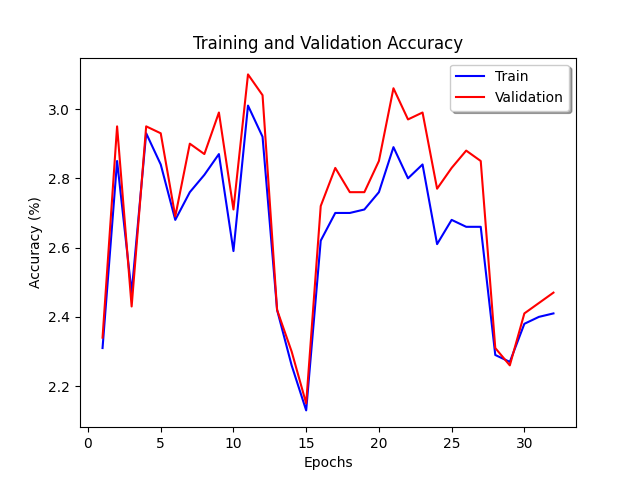 Training and Validation Accuracy
Train
Validation
Accuracy (%)
3.0
2.8
2.6
2.4
2.2
0 5 10 15 20 25 30
Epochs